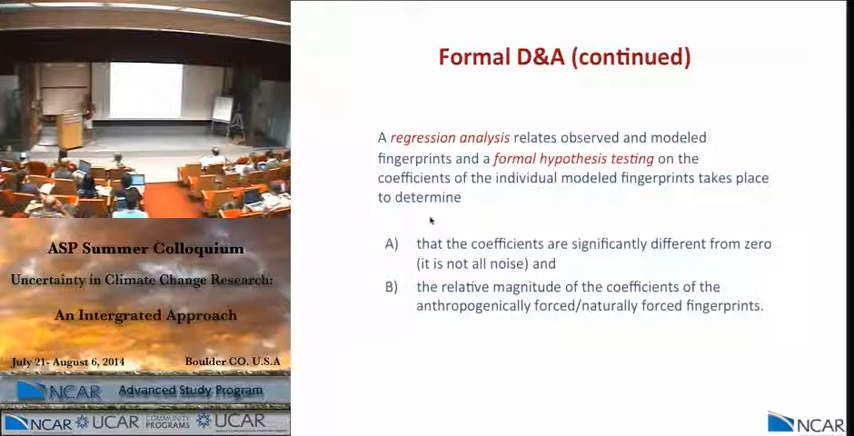 Formal D&A (continued)
A regression analysis relates observed and modeled
fingerprints and a formal hypothesis testing on the
coefficients of the individual modeled fingerprints takes place
to determine
A) that the coefficients are significantly different from zero
(it is not all noise) and
B) the relative magnitude of the coefficients of the
anthropogenically forced/naturally forced fingerprints.
NCAR
ASP Summer Colloquium
Uncertainty in Climate Change Research:
An Intergrated Approach
July 21- August 6, 2014 Boulder CO. U.S.A
NCAR Advanced Study Program
NCAR UCAR COMMUNITY PROGRAMS UCAR